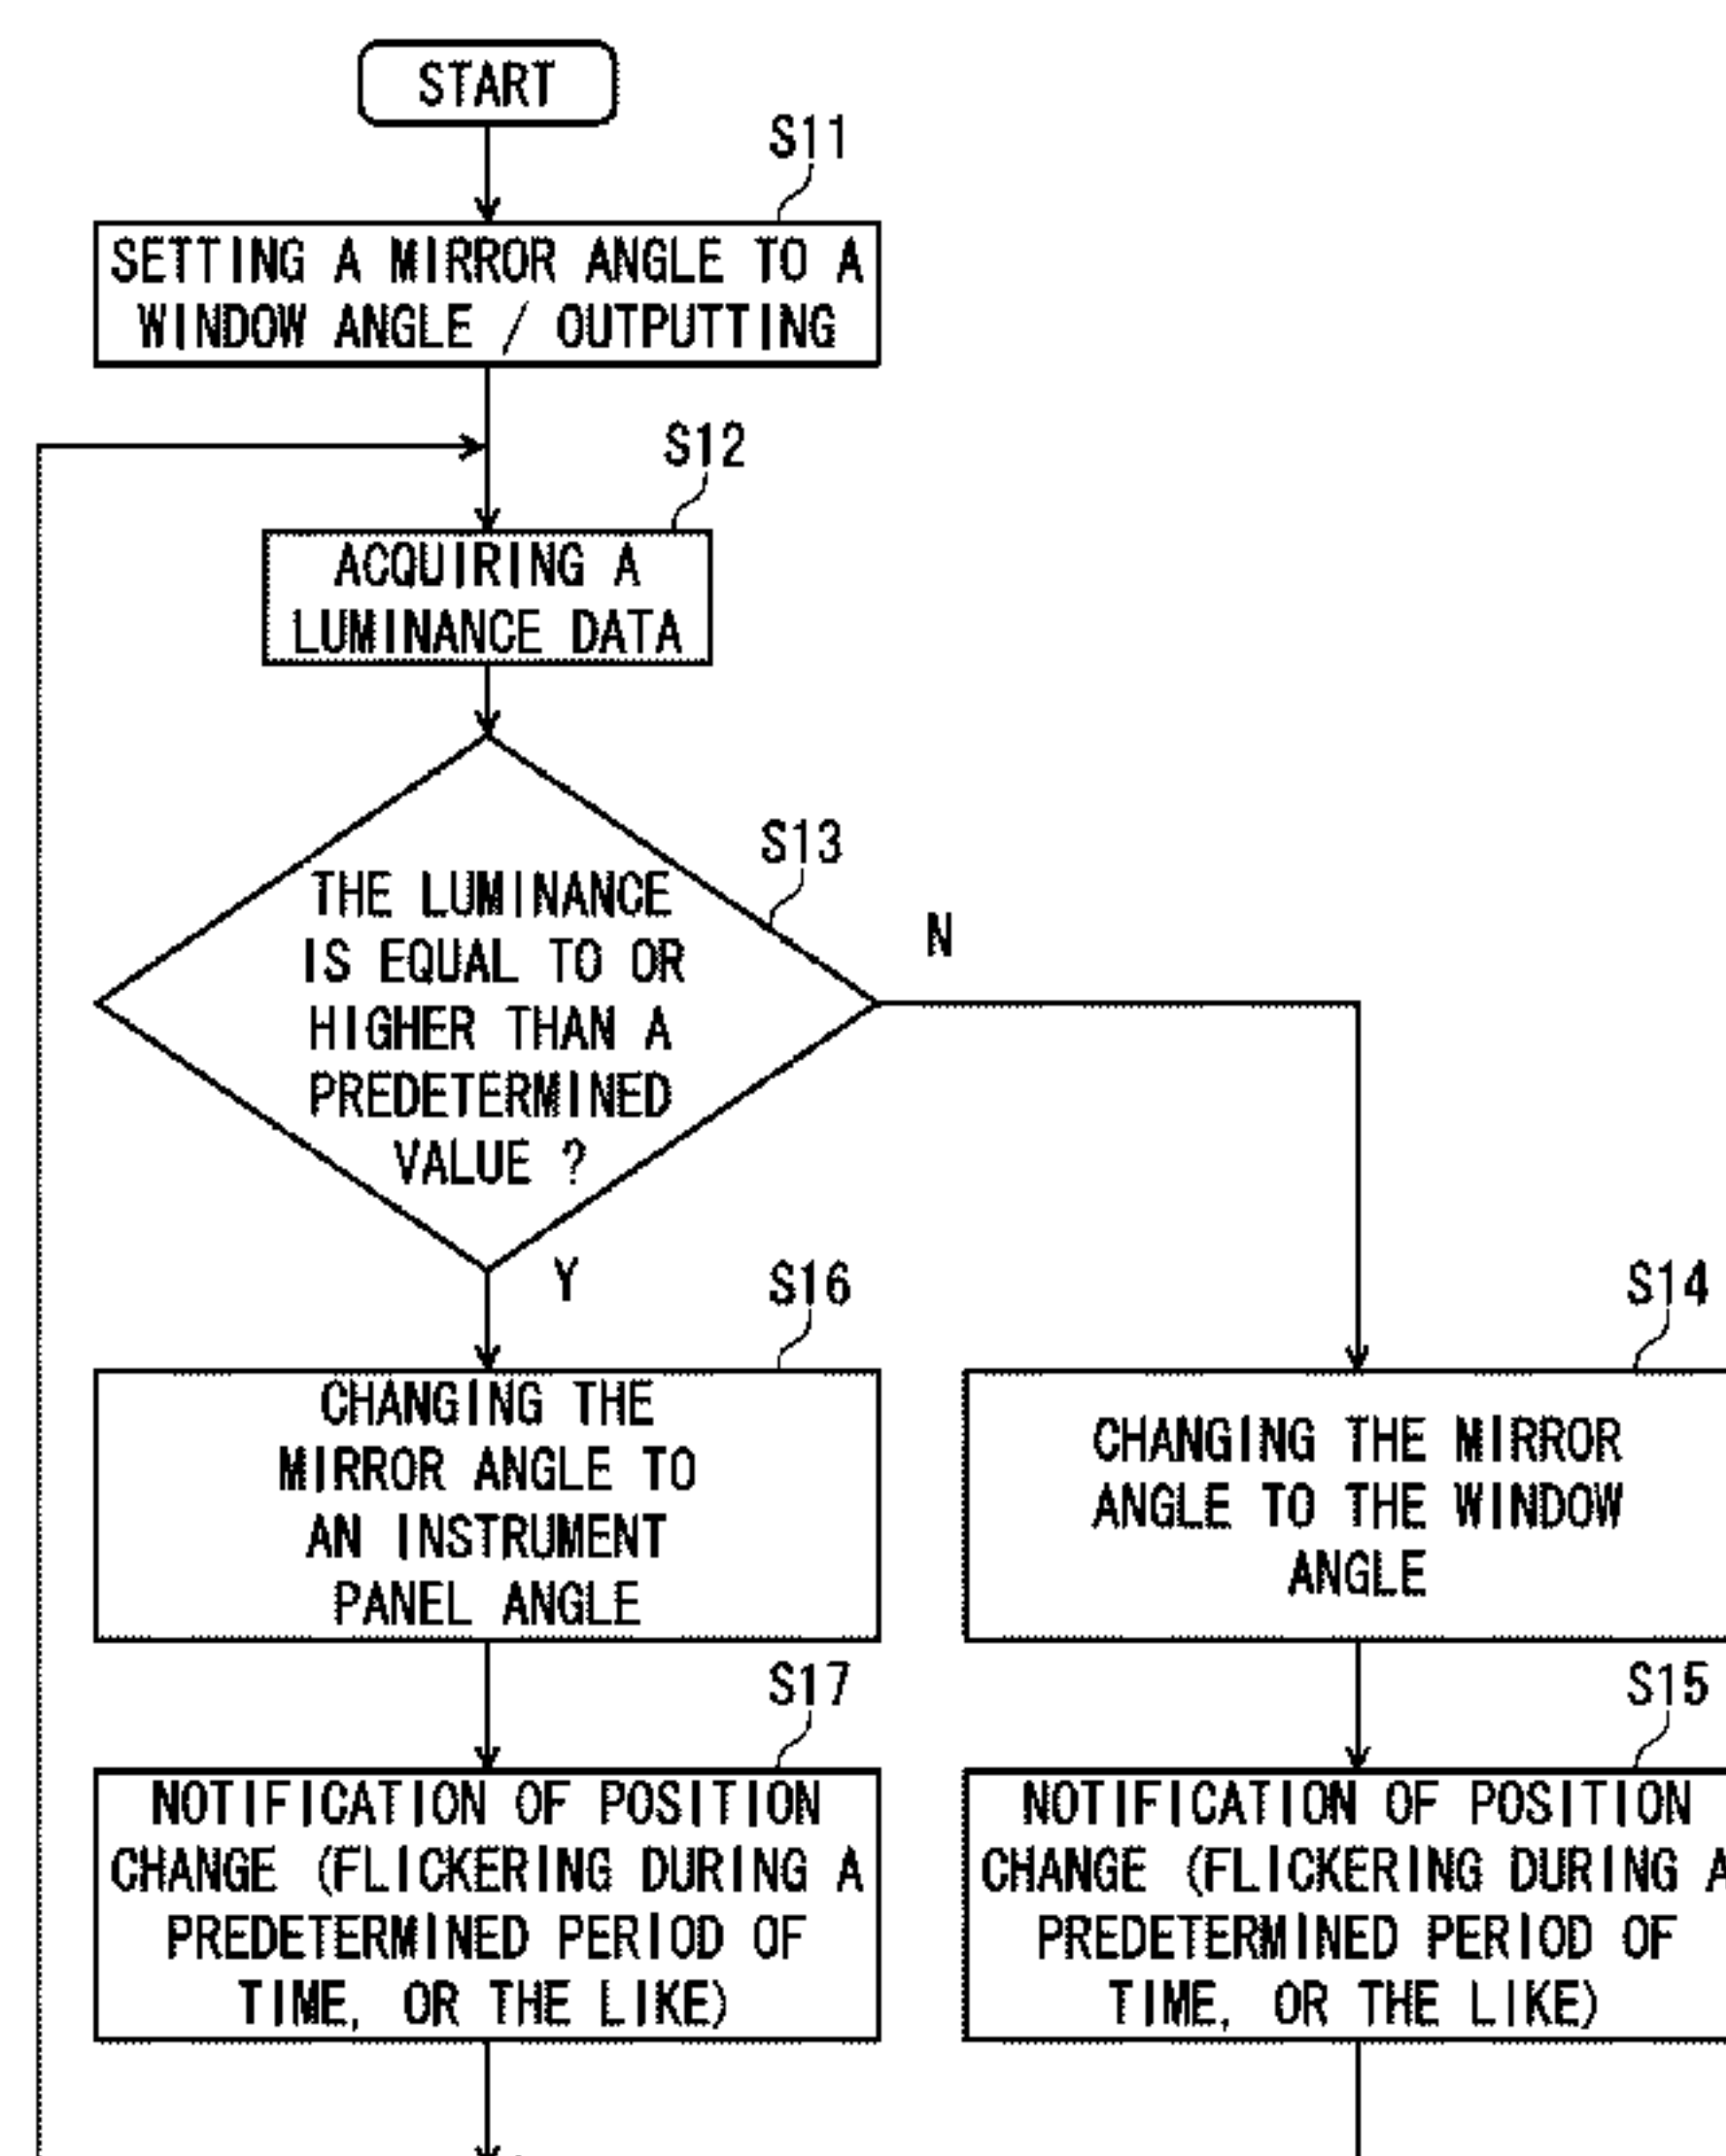 START
S11
SETTING A MIRROR ANGLE TO A
WINDOW ANGLE / OUTPUTTING
S12
ACQUIRING A
LUMINANCE DATA
S13
THE LUMINANCE
IS EQUAL TO OR
HIGHER THAN A
PREDETERMINED
VALUE ?
N
Y
S16
CHANGING THE
MIRROR ANGLE TO
AN INSTRUMENT
PANEL ANGLE
S14
CHANGING THE MIRROR
ANGLE TO THE WINDOW
ANGLE
S17
NOTIFICATION OF POSITION
CHANGE (FLICKERING DURING A
PREDETERMINED PERIOD OF
TIME, OR THE LIKE)
S15
NOTIFICATION OF POSITION
CHANGE (FLICKERING DURING A
PREDETERMINED PERIOD OF
TIME, OR THE LIKE)